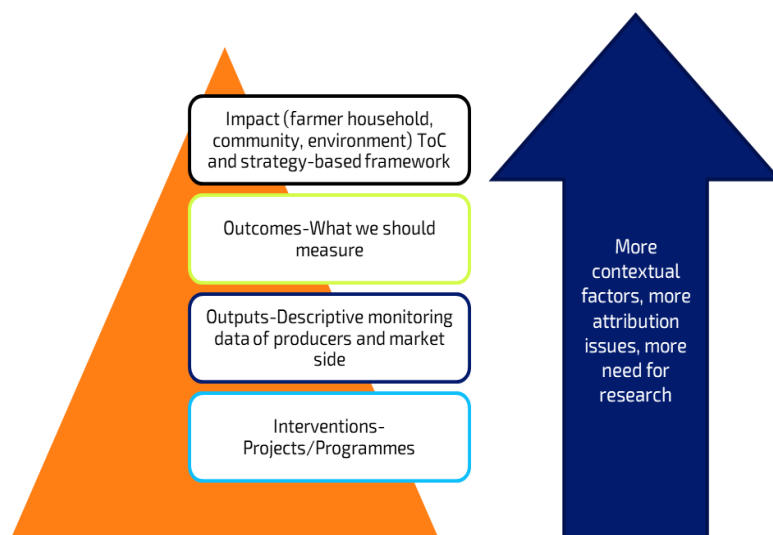 Impact (farmer household,
community, environment) ToC
and strategy-based framework
Outcomes-What we should
measure
Outputs-Descriptive monitoring
data of producers and market
side
Interventions-
Projects/Programmes
More
contextual
factors, more
attribution
issues, more
need for
research